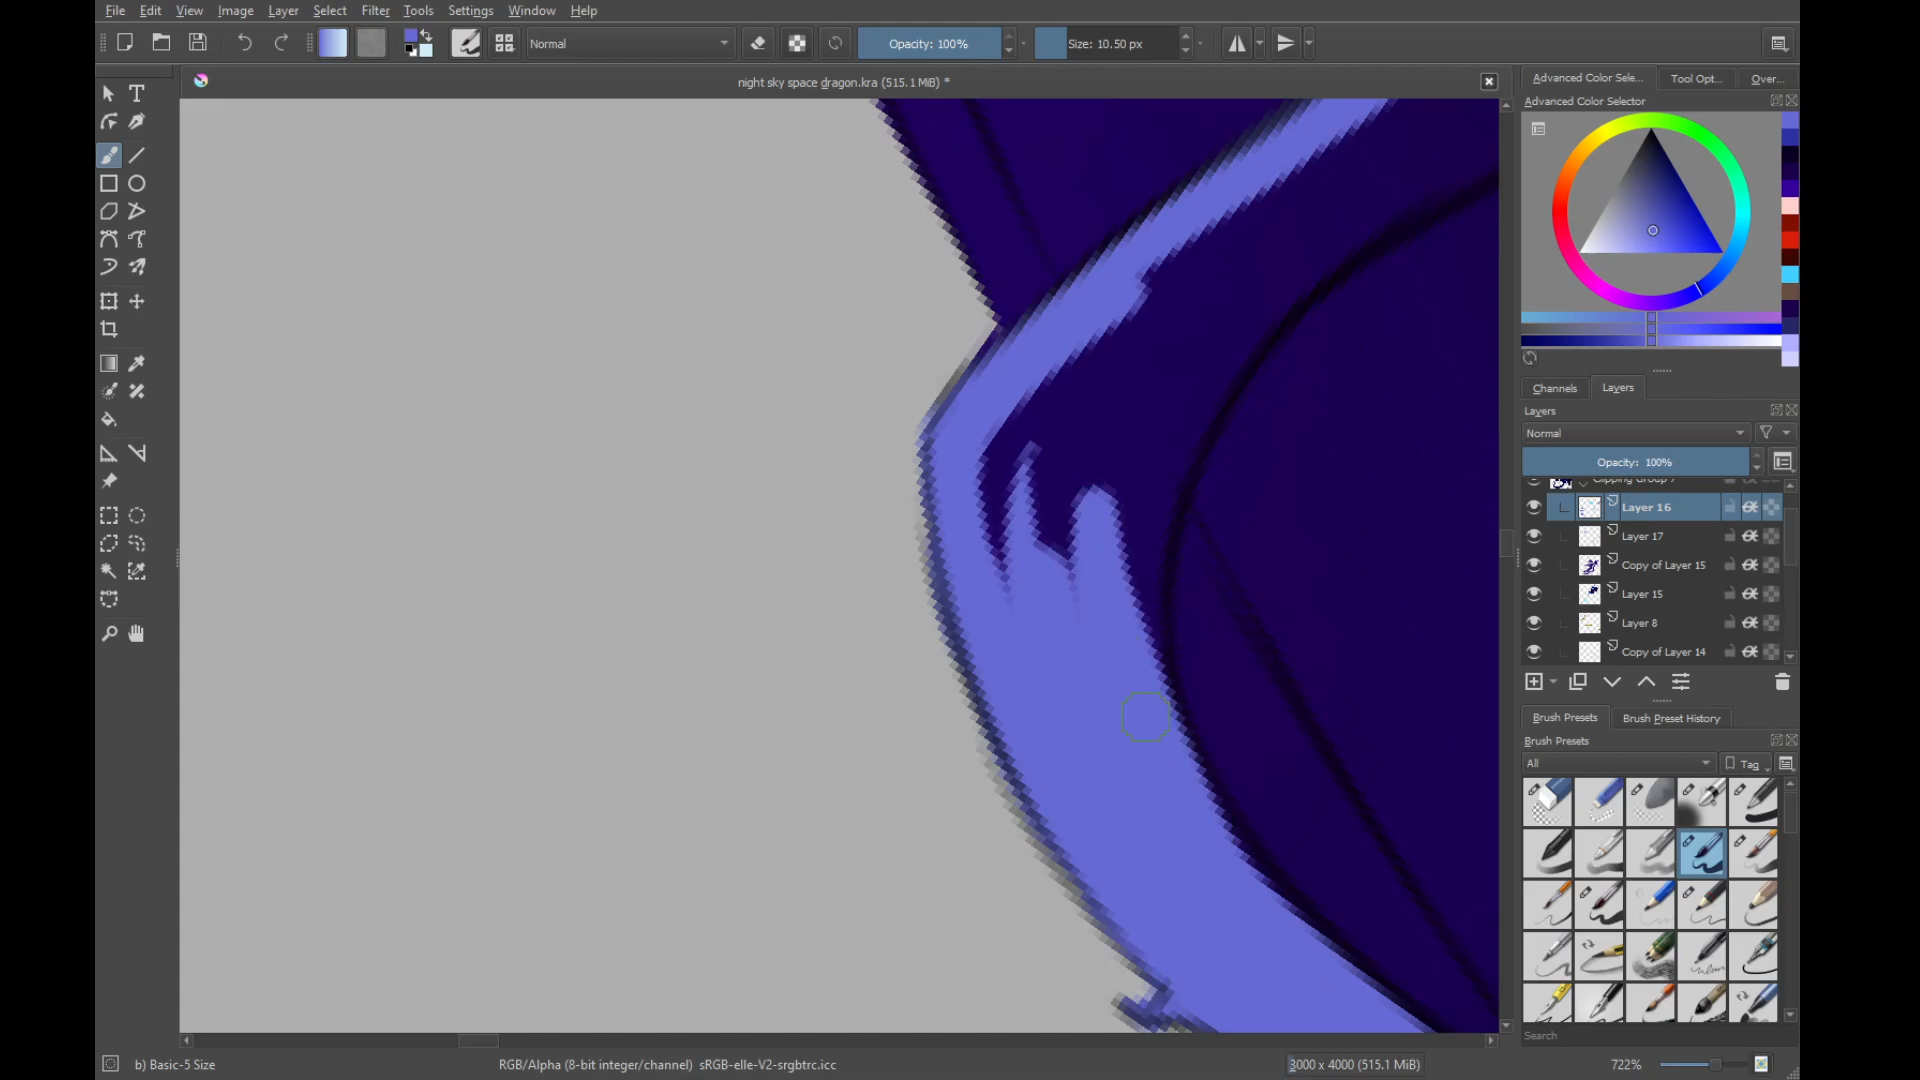 File Edit View Image Layer Select Filter Tools Settings Window Help
Normal Opacity: 100% Size: 10.50 px
night sky space dragon.kra (515.1 MiB) *
Advanced Color Sele... Tool Opt... Over...
Advanced Color Selector
Channels Layers
Layers
Normal
Opacity: 100%
Clipping Group 7
Layer 16
Layer 17
Copy of Layer 15
Layer 15
Layer 8
Copy of Layer 14
Brush Presets Brush Preset History
Brush Presets
All Tag
Search
b) Basic-5 Size RGB/Alpha (8-bit integer/channel) sRGB-elle-V2-srgbtrc.icc 3000 x 4000 (515.1 MiB) 722%